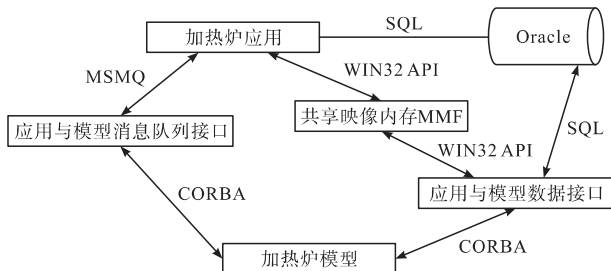 加热炉应用
SQL
Oracle
MSMQ
WIN32 API
应用与模型消息队列接口
共享映像内存MMF
SQL
WIN32 API
应用与模型数据接口
CORBA
CORBA
加热炉模型